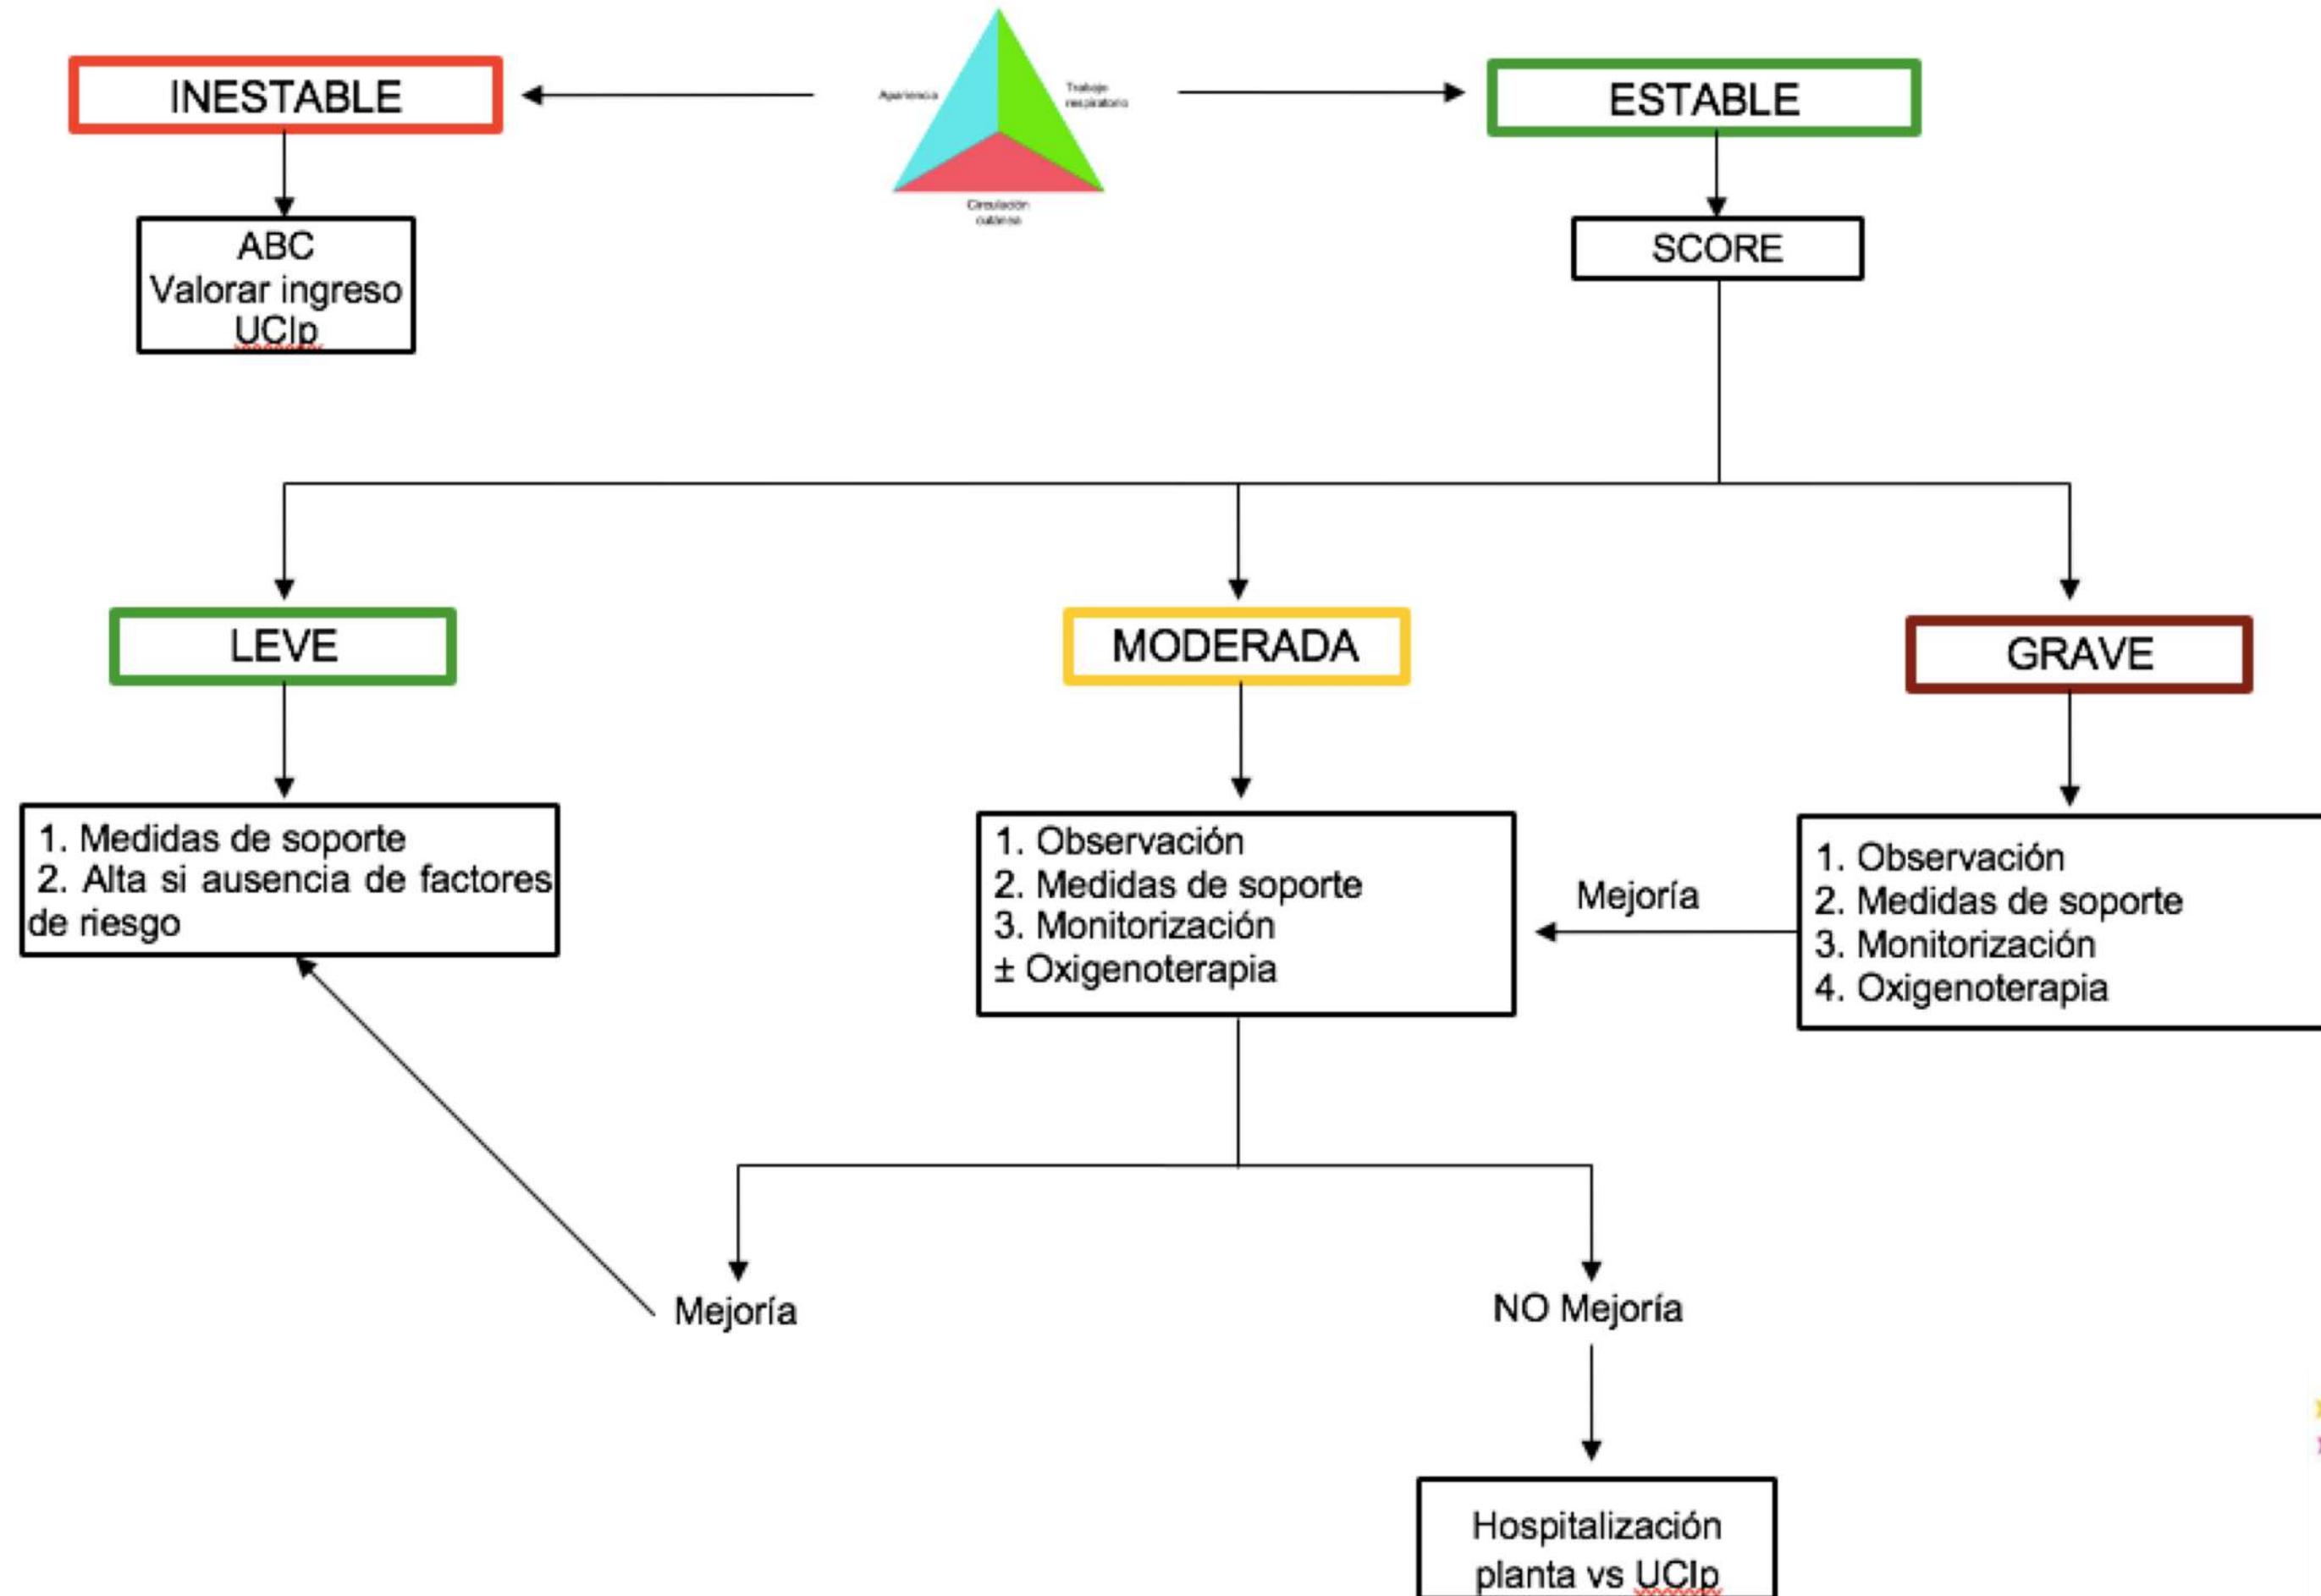 INESTABLE
Apariencia
Trabajo
respiratorio
Circulación
cutánea
ESTABLE
ABC
Valorar ingreso
UCIp
SCORE
LEVE
MODERADA
GRAVE
1. Medidas de soporte
2. Alta si ausencia de factores
de riesgo
1. Observación
2. Medidas de soporte
3. Monitorización
± Oxigenoterapia
Mejoría
1. Observación
2. Medidas de soporte
3. Monitorización
4. Oxigenoterapia
Mejoría
NO Mejoría
Hospitalización
planta vs UCIp